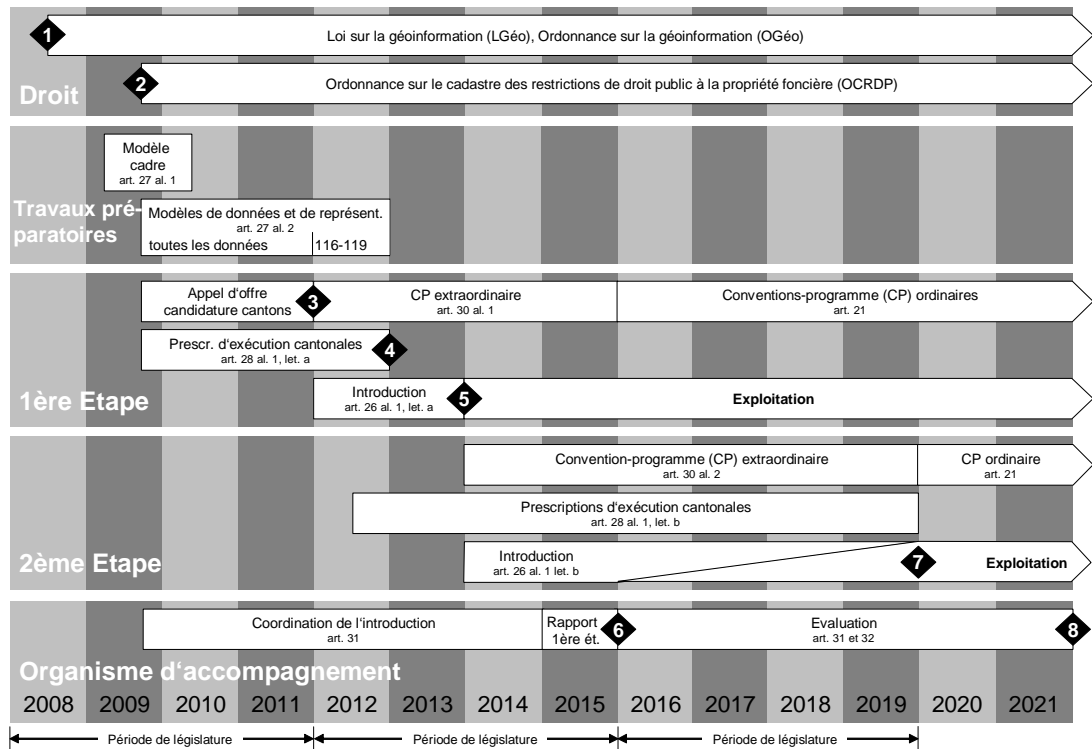 1
Loi sur la géoinformation (LGéo), Ordonnance sur la géoinformation (OGéo)
2
Ordonnance sur le cadastre des restrictions de droit public à la propriété foncière (OCRDP)
Droit
Modèle
cadre
art. 27 al. 1
Travaux pré-
paratoires
Modèles de données et de représent.
art. 27 al. 2
toutes les données
116-119
Appel d'offre
candidature cantons
3
CP extraordinaire
art. 30 al. 1
Conventions-programme (CP) ordinaires
art. 21
Prescr. d'exécution cantonales
art. 28 al. 1, let. a
4
1ère Etape
Introduction
art. 26 al. 1, let. a
5
Exploitation
Convention-programme (CP) extraordinaire
art. 30 al. 2
CP ordinaire
art. 21
Prescriptions d'exécution cantonales
art. 28 al. 1, let. b
2ème Etape
Introduction
art. 26 al. 1 let. b
7
Exploitation
Coordination de l'introduction
art. 31
Rapport
1ère ét.
6
Evaluation
art. 31 et 32
8
Organisme d'accompagnement
2008 2009 2010 2011 2012 2013 2014 2015 2016 2017 2018 2019 2020 2021
Période de législature Période de législature Période de législature